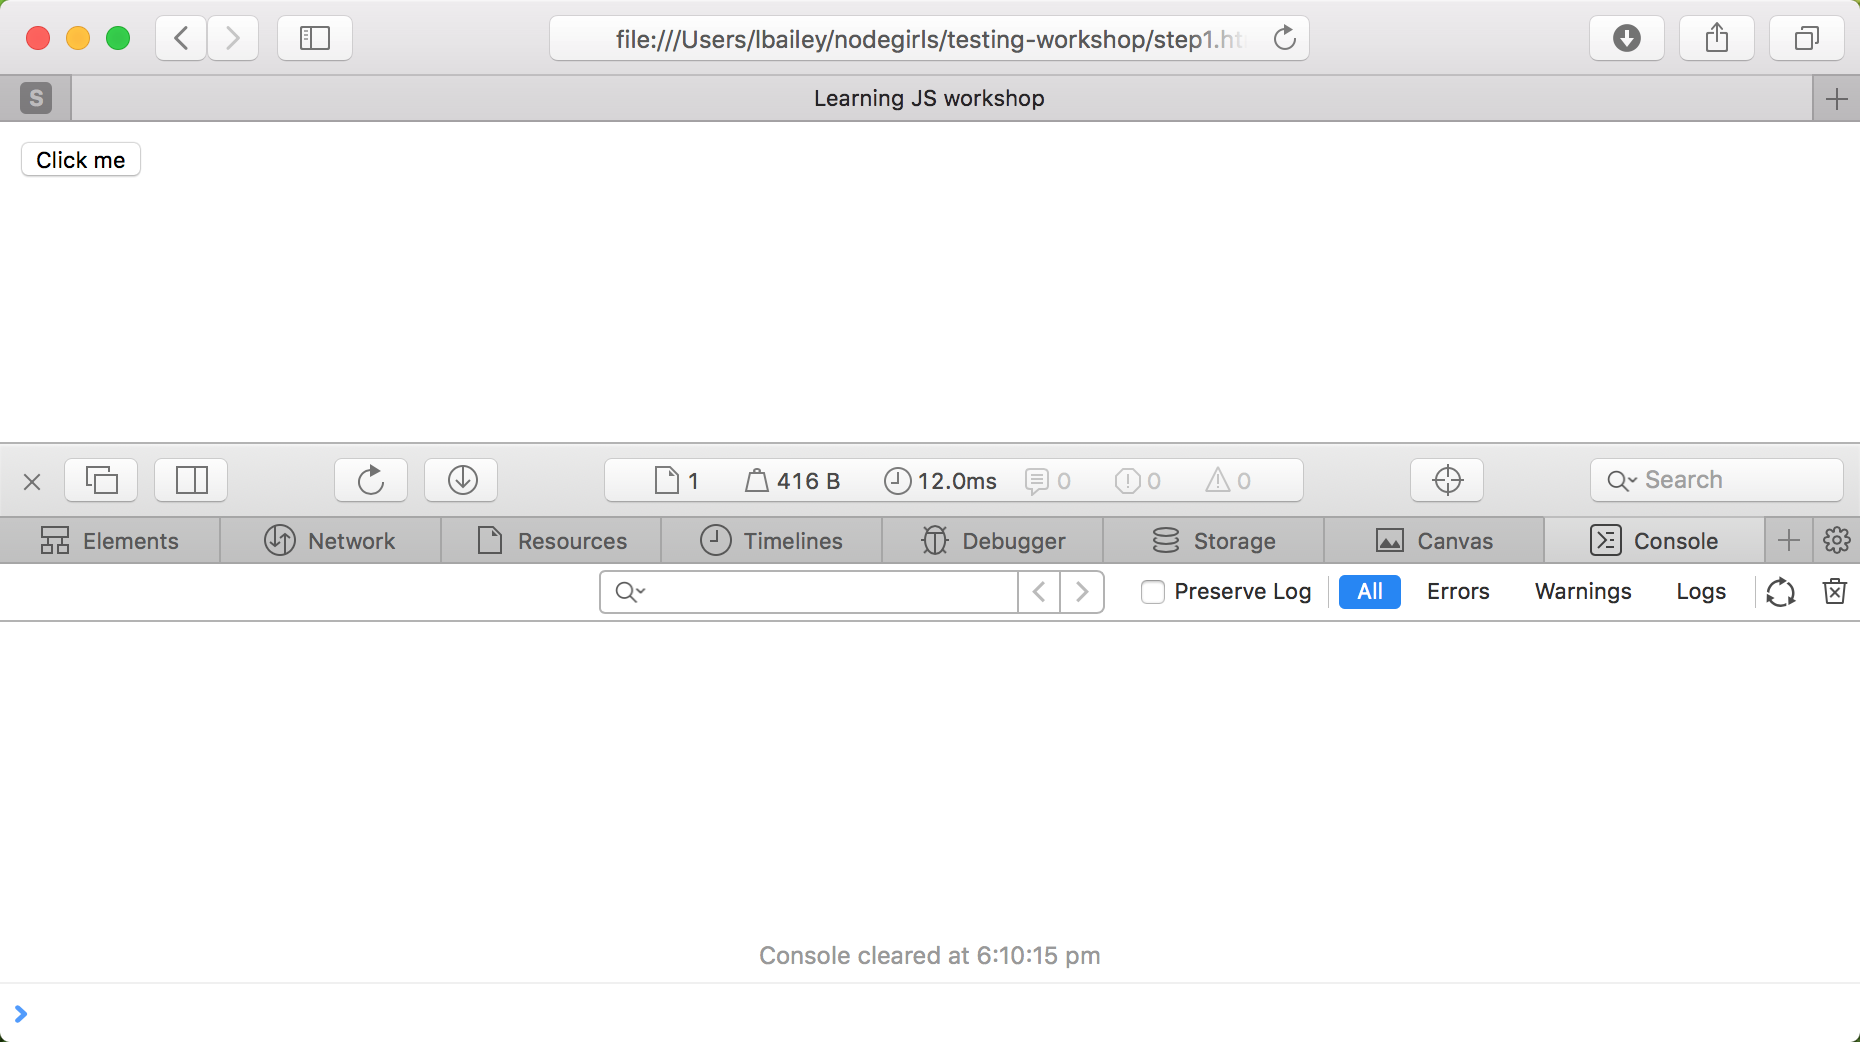 file:///Users/lbailey/nodegirls/testing-workshop/step1.ht
S
Learning JS workshop
Click me
1 416 B 12.0ms 0 0 0 Search
Elements Network Resources Timelines Debugger Storage Canvas Console
Preserve Log All Errors Warnings Logs
Console cleared at 6:10:15 pm